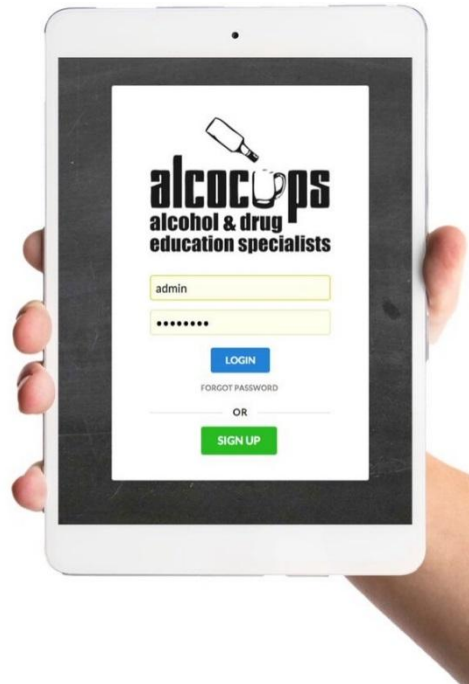 alcocups
alcohol & drug
education specialists
admin
••••••••
LOGIN
FORGOT PASSWORD
OR
SIGN UP